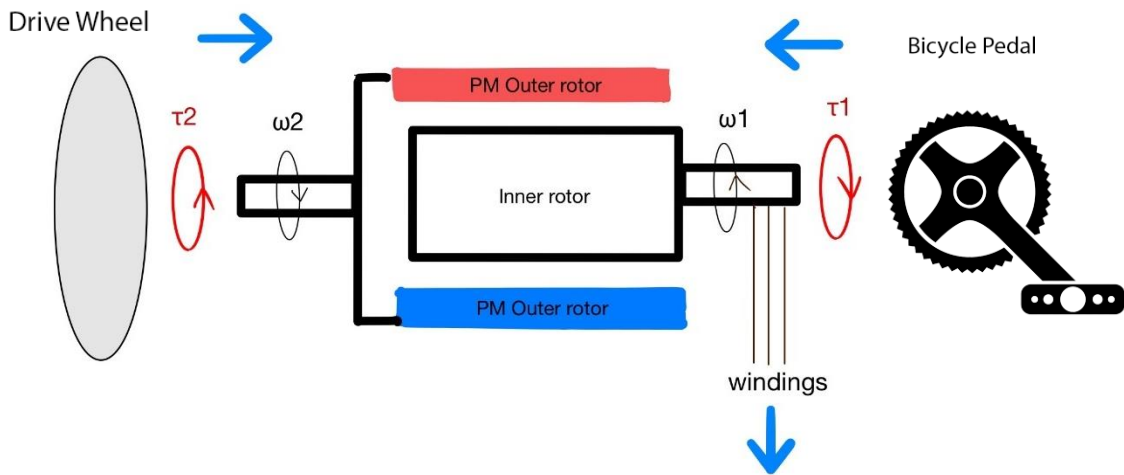 Drive Wheel
Bicycle Pedal
PM Outer rotor
τ2
ω2
ω1
τ1
Inner rotor
PM Outer rotor
windings